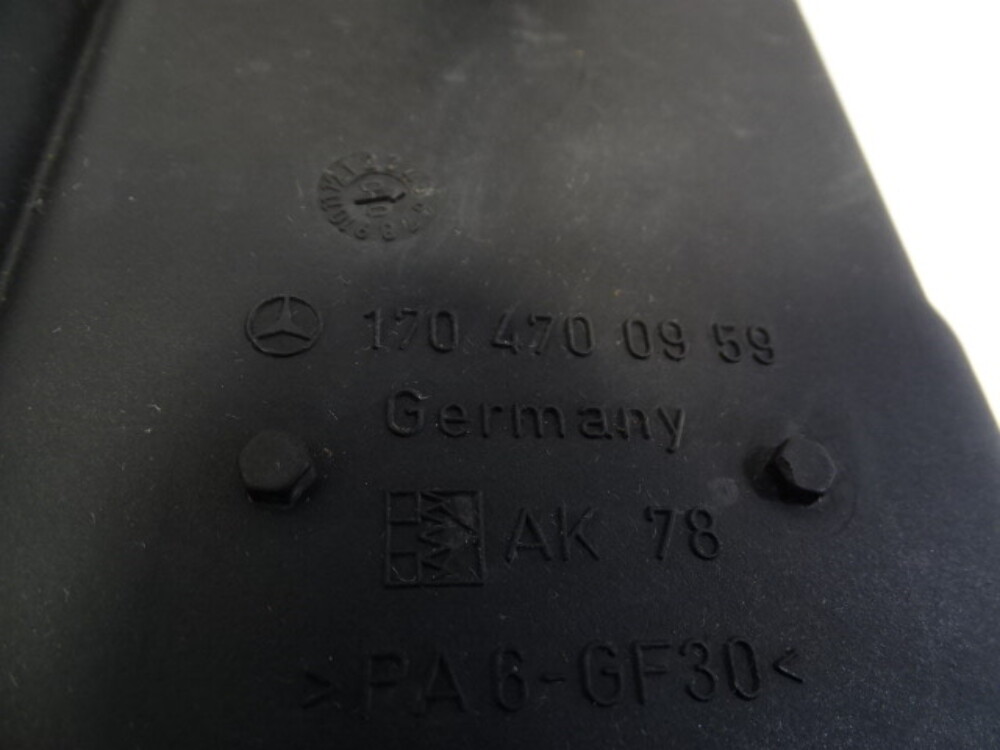 170 470 09 59
Germany
AK 78
>PA 6-GF30<